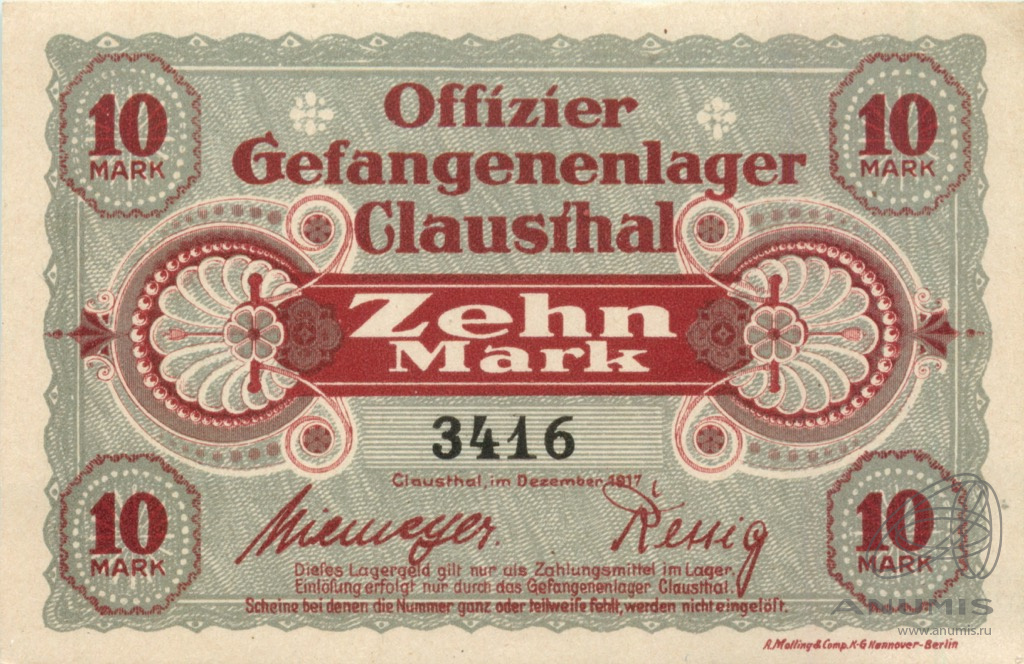 10 MARK
10 MARK
Offizier
Gefangenenlager
Clausthal
Zehn
Mark
3416
Clausthal, im Dezember 1917
Niemeyer.
10 MARK
10 MARK
Dieses Lagergeld gilt nur als Zahlungsmittel im Lager.
Einlösung erfolgt nur durch das Gefangenenlager Clausthal.
Scheine bei denen die Nummer ganz oder teilweise fehlt, werden nicht eingelöst.
ANUMIS
www.anumis.ru
A. Molling & Comp. K-G Hannover-Berlin